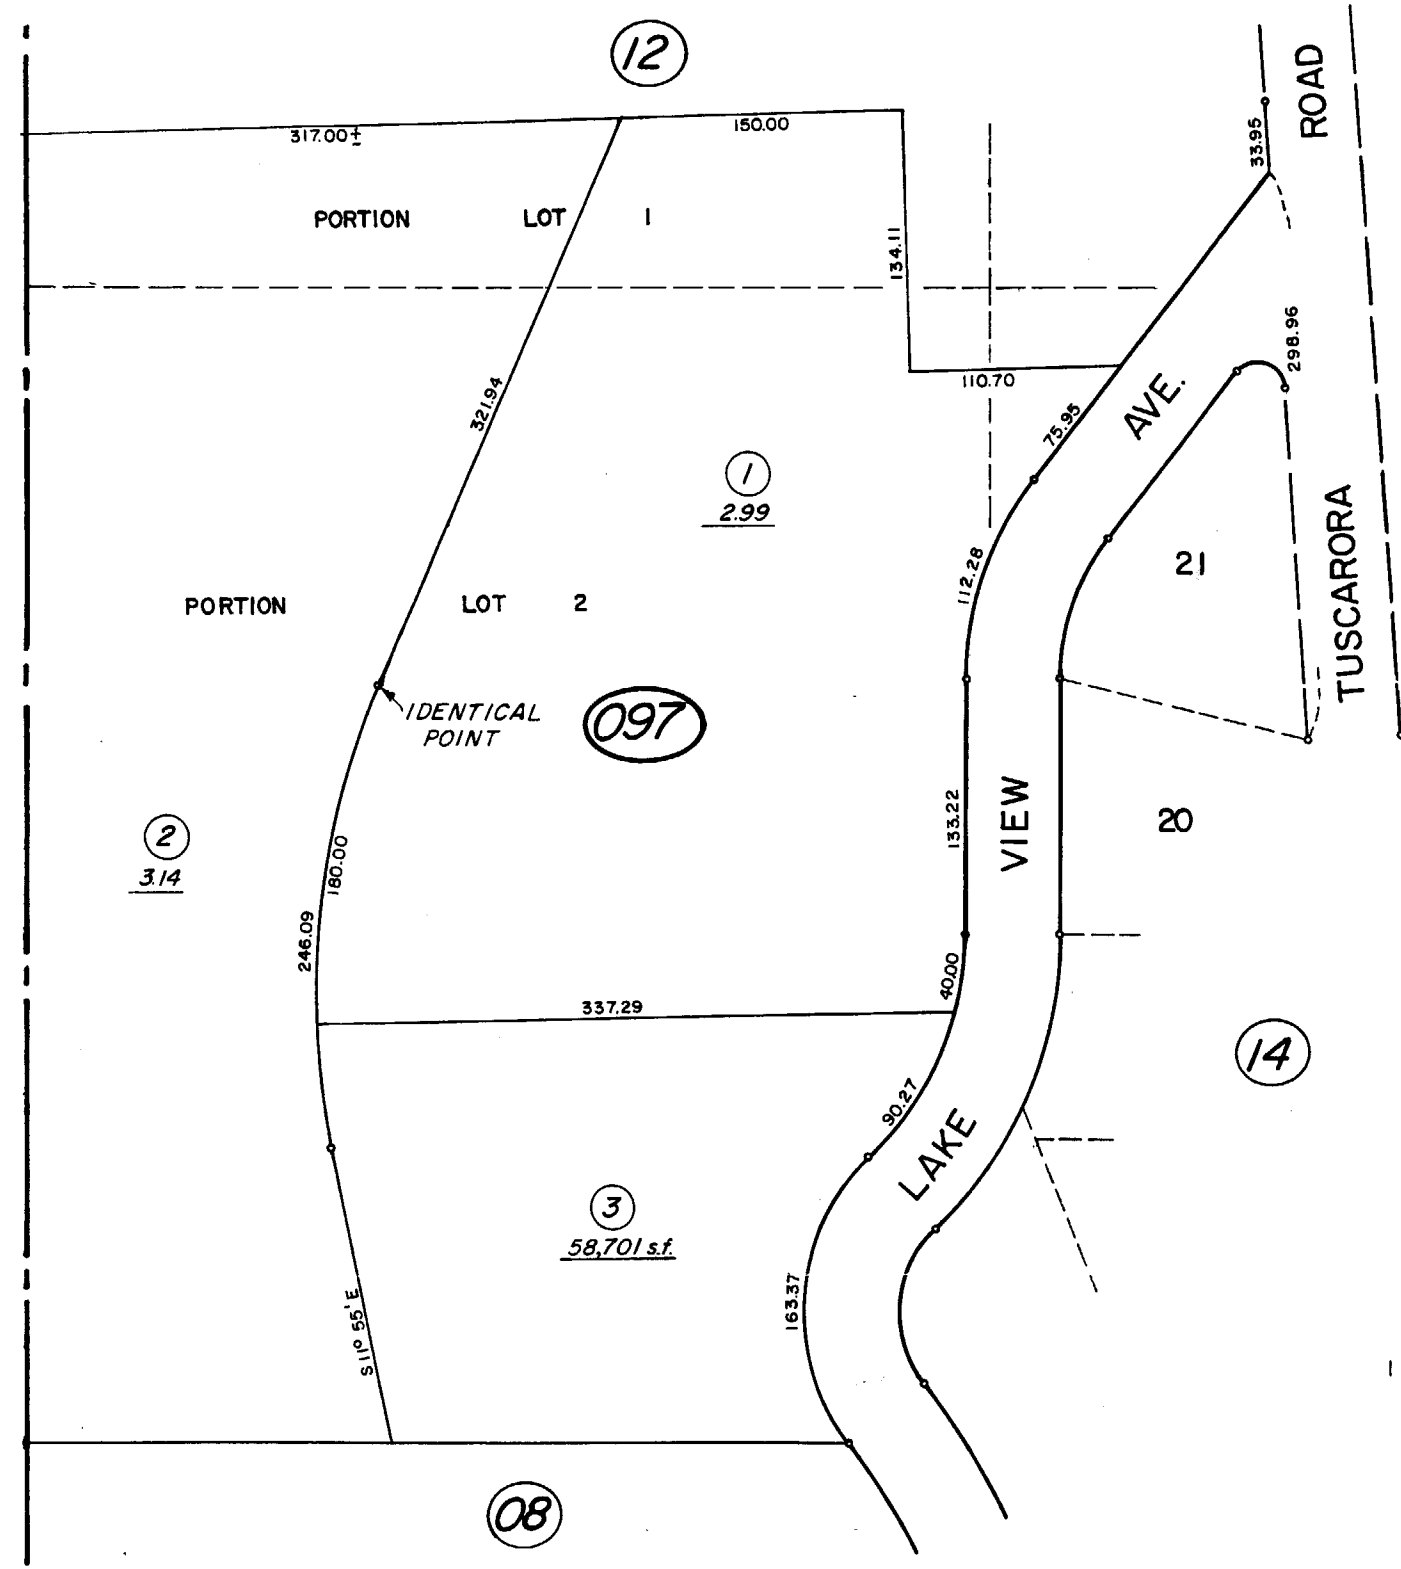 12
317.00±
150.00
33.95
ROAD
PORTION LOT 1
134.11
298.96
110.70
321.94
75.95
AVE.
1
2.99
112.28
21
TUSCARORA
PORTION LOT 2
IDENTICAL
POINT
097
2
3.14
180.00
133.22
VIEW
20
246.09
40.00
337.29
14
90.27
LAKE
3
58,701 s.f.
163.37
S 11° 55' E
1
08